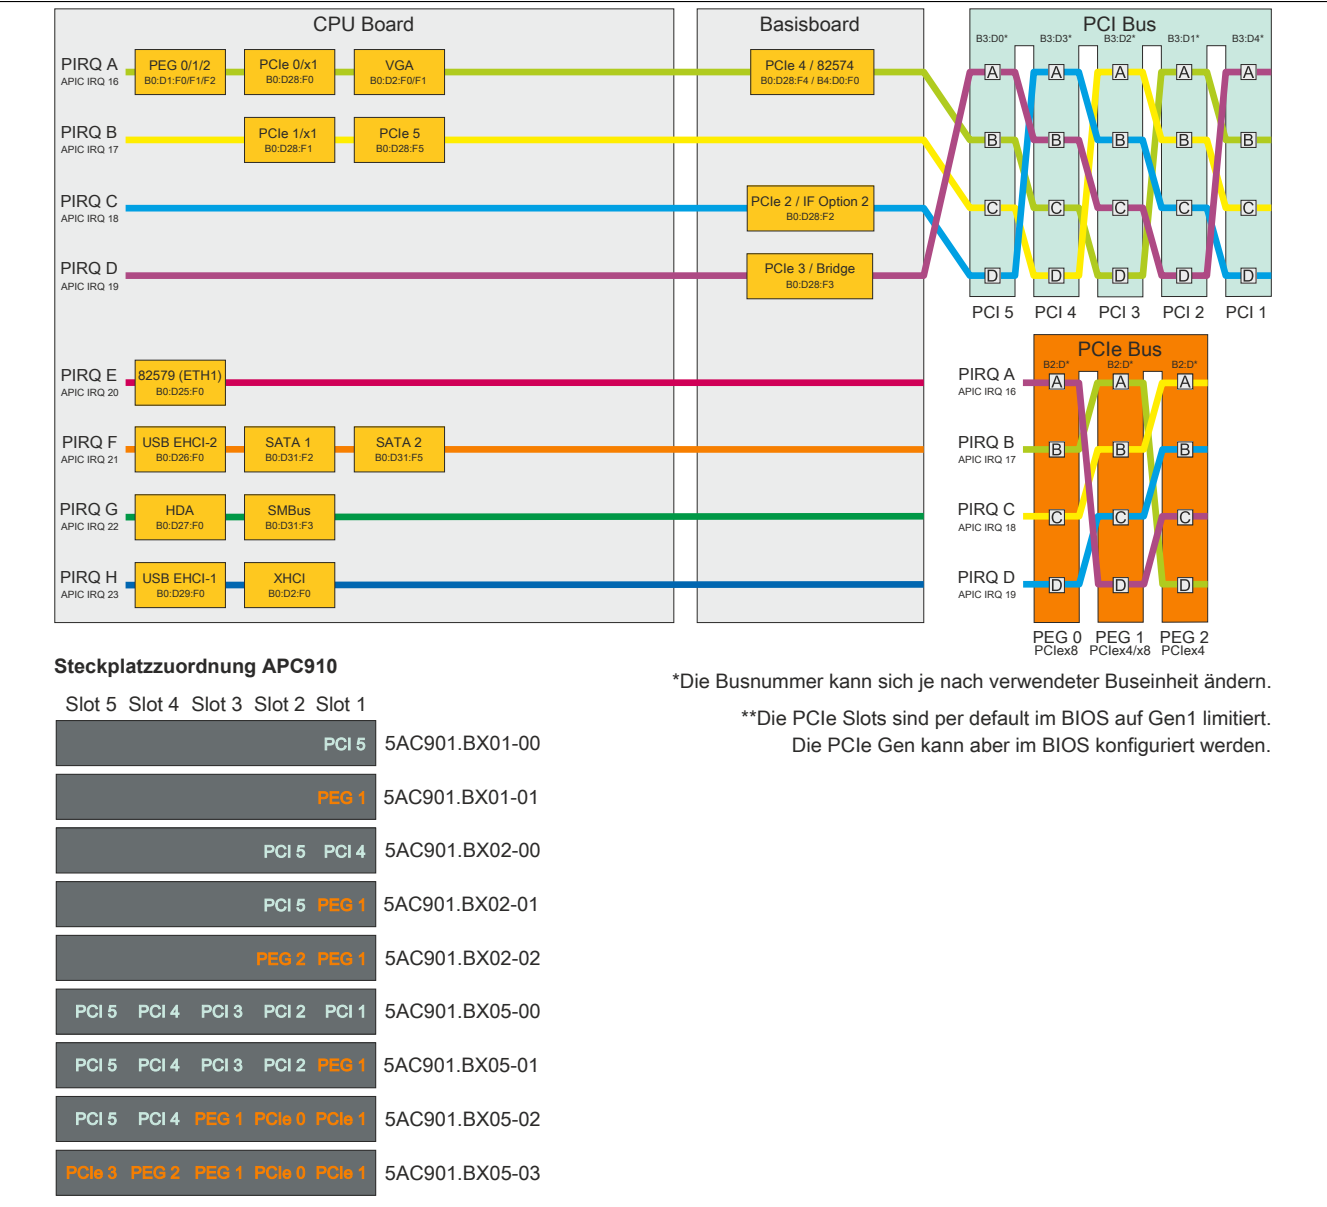 CPU Board
Basisboard
PCI Bus
B3:D0* B3:D3* B3:D2* B3:D1* B3:D4*
PIRQ A
APIC IRQ 16
PEG 0/1/2
B0:D1:F0/F1/F2
PCIe 0/x1
B0:D28:F0
VGA
B0:D2:F0/F1
PCIe 4 / 82574
B0:D28:F4 / B4:D0:F0
A A A A A
PIRQ B
APIC IRQ 17
PCIe 1/x1
B0:D28:F1
PCIe 5
B0:D28:F5
B B B B B
PIRQ C
APIC IRQ 18
PCIe 2 / IF Option 2
B0:D28:F2
C C C C C
PIRQ D
APIC IRQ 19
PCIe 3 / Bridge
B0:D28:F3
D D D D D
PCI 5 PCI 4 PCI 3 PCI 2 PCI 1
PIRQ E
APIC IRQ 20
82579 (ETH1)
B0:D25:F0
PIRQ F
APIC IRQ 21
USB EHCI-2
B0:D26:F0
SATA 1
B0:D31:F2
SATA 2
B0:D31:F5
PIRQ G
APIC IRQ 22
HDA
B0:D27:F0
SMBus
B0:D31:F3
PIRQ H
APIC IRQ 23
USB EHCI-1
B0:D29:F0
XHCI
B0:D2:F0
PCIe Bus
B2:D* B2:D* B2:D*
PIRQ A
APIC IRQ 16
A A A
PIRQ B
APIC IRQ 17
B B B
PIRQ C
APIC IRQ 18
C C C
PIRQ D
APIC IRQ 19
D D D
PEG 0 PEG 1 PEG 2
PCIex8 PCIex4/x8 PCIex4
*Die Busnummer kann sich je nach verwendeter Buseinheit ändern.
**Die PCIe Slots sind per default im BIOS auf Gen1 limitiert.
Die PCIe Gen kann aber im BIOS konfiguriert werden.
Steckplatzzuordnung APC910
Slot 5 Slot 4 Slot 3 Slot 2 Slot 1
PCI 5 5AC901.BX01-00
PEG 1 5AC901.BX01-01
PCI 5 PCI 4 5AC901.BX02-00
PCI 5 PEG 1 5AC901.BX02-01
PEG 2 PEG 1 5AC901.BX02-02
PCI 5 PCI 4 PCI 3 PCI 2 PCI 1 5AC901.BX05-00
PCI 5 PCI 4 PCI 3 PCI 2 PEG 1 5AC901.BX05-01
PCI 5 PCI 4 PEG 1 PCIe 0 PCIe 1 5AC901.BX05-02
PCIe 3 PEG 2 PEG 1 PCIe 0 PCIe 1 5AC901.BX05-03